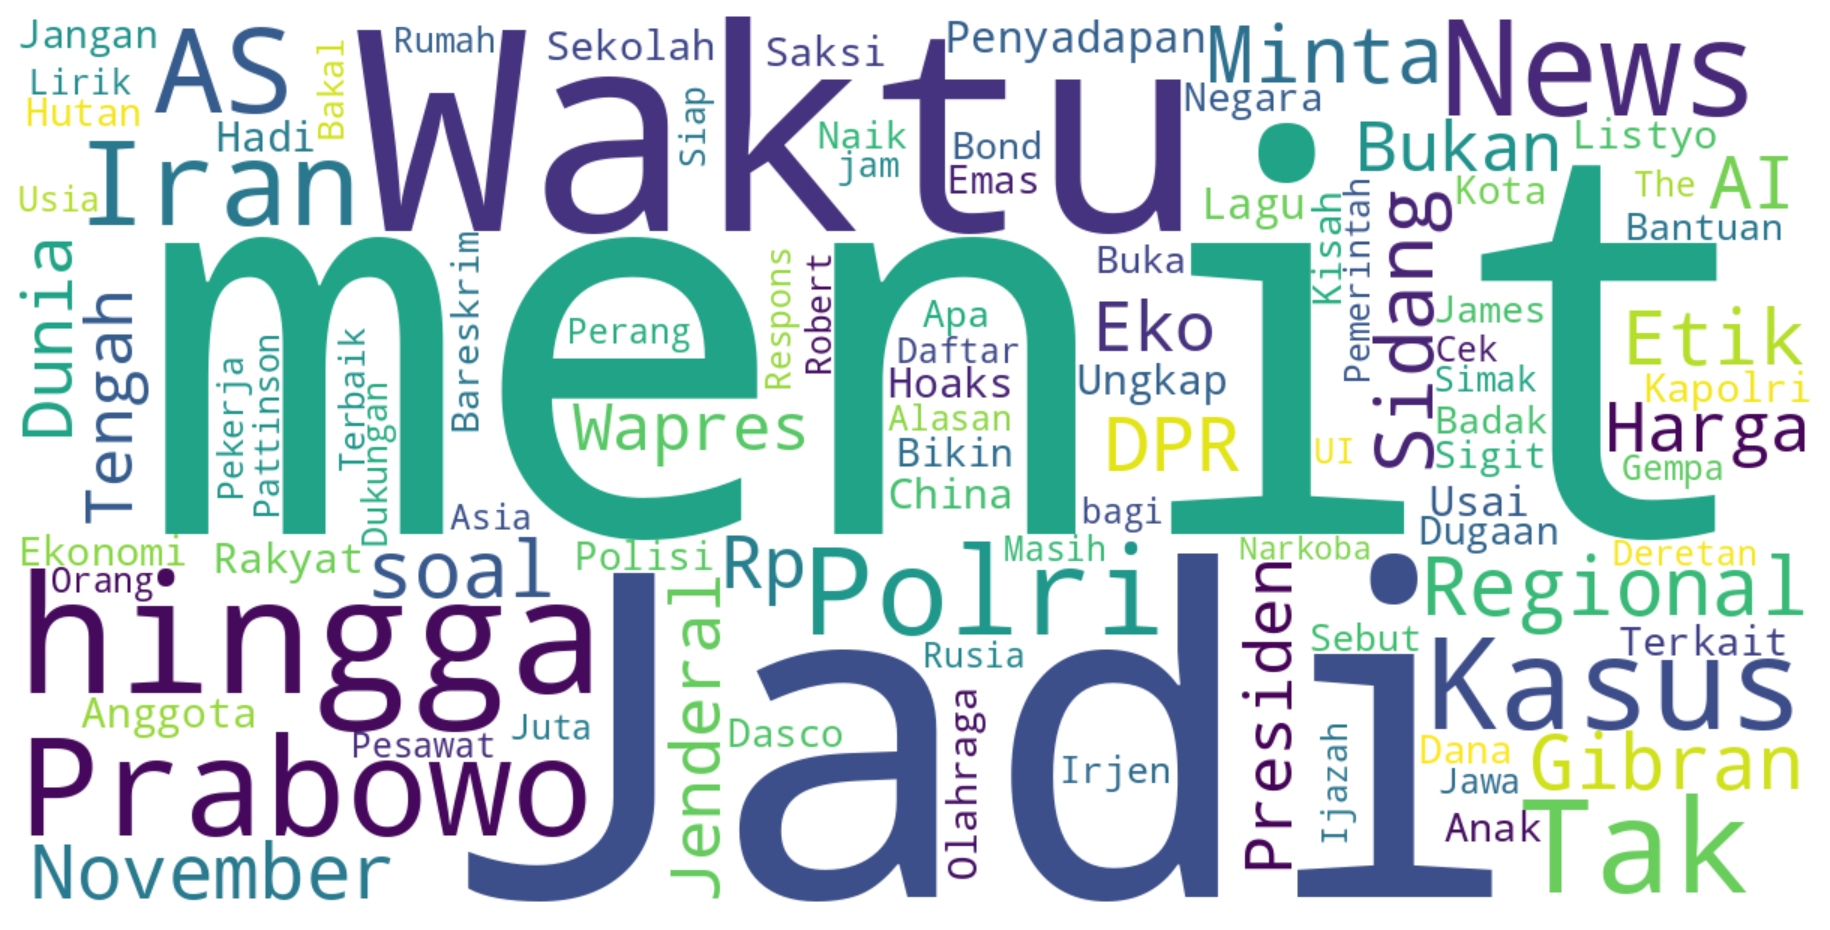 Jangan
AS
Waktu
Rumah
Sekolah
Saksi
Penyadapan
Minta
News
Lirik
Hutan
Bakal
Hadi
Siap
Naik
jam
Bond
Emas
Negara
Bukan
Listyo
Iran
Usia
Lagu
Kisah
Pemerintah
Sidang
Kota
The
AI
Bantuan
Dunia
Tengah
menit
Bareskrim
Perang
Respons
Robert
Apa
Daftar
Hoaks
Alasan
Bikin
China
Buka
Eko
Ungkap
DPR
UI
James
Cek
Simak
Badak
Sigit
Etik
Kapolri
Harga
Gempa
Pekerja
Pattinson
Terbaik
Dukungan
Wapres
Asia
bagi
Usai
Dugaan
Ekonomi
Orang
Rakyat
soal
Polisi
Rp
Polri
Masih
Narkoba
Deretan
Regional
hingga
Jadi
Jenderal
Rusia
Presiden
Sebut
Terkait
Kasus
Anggota
Pesawat
Juta
Dasco
Olahraga
Irjen
Ijazah
Dana
Gibran
Jawa
Prabowo
November
Anak
Tak